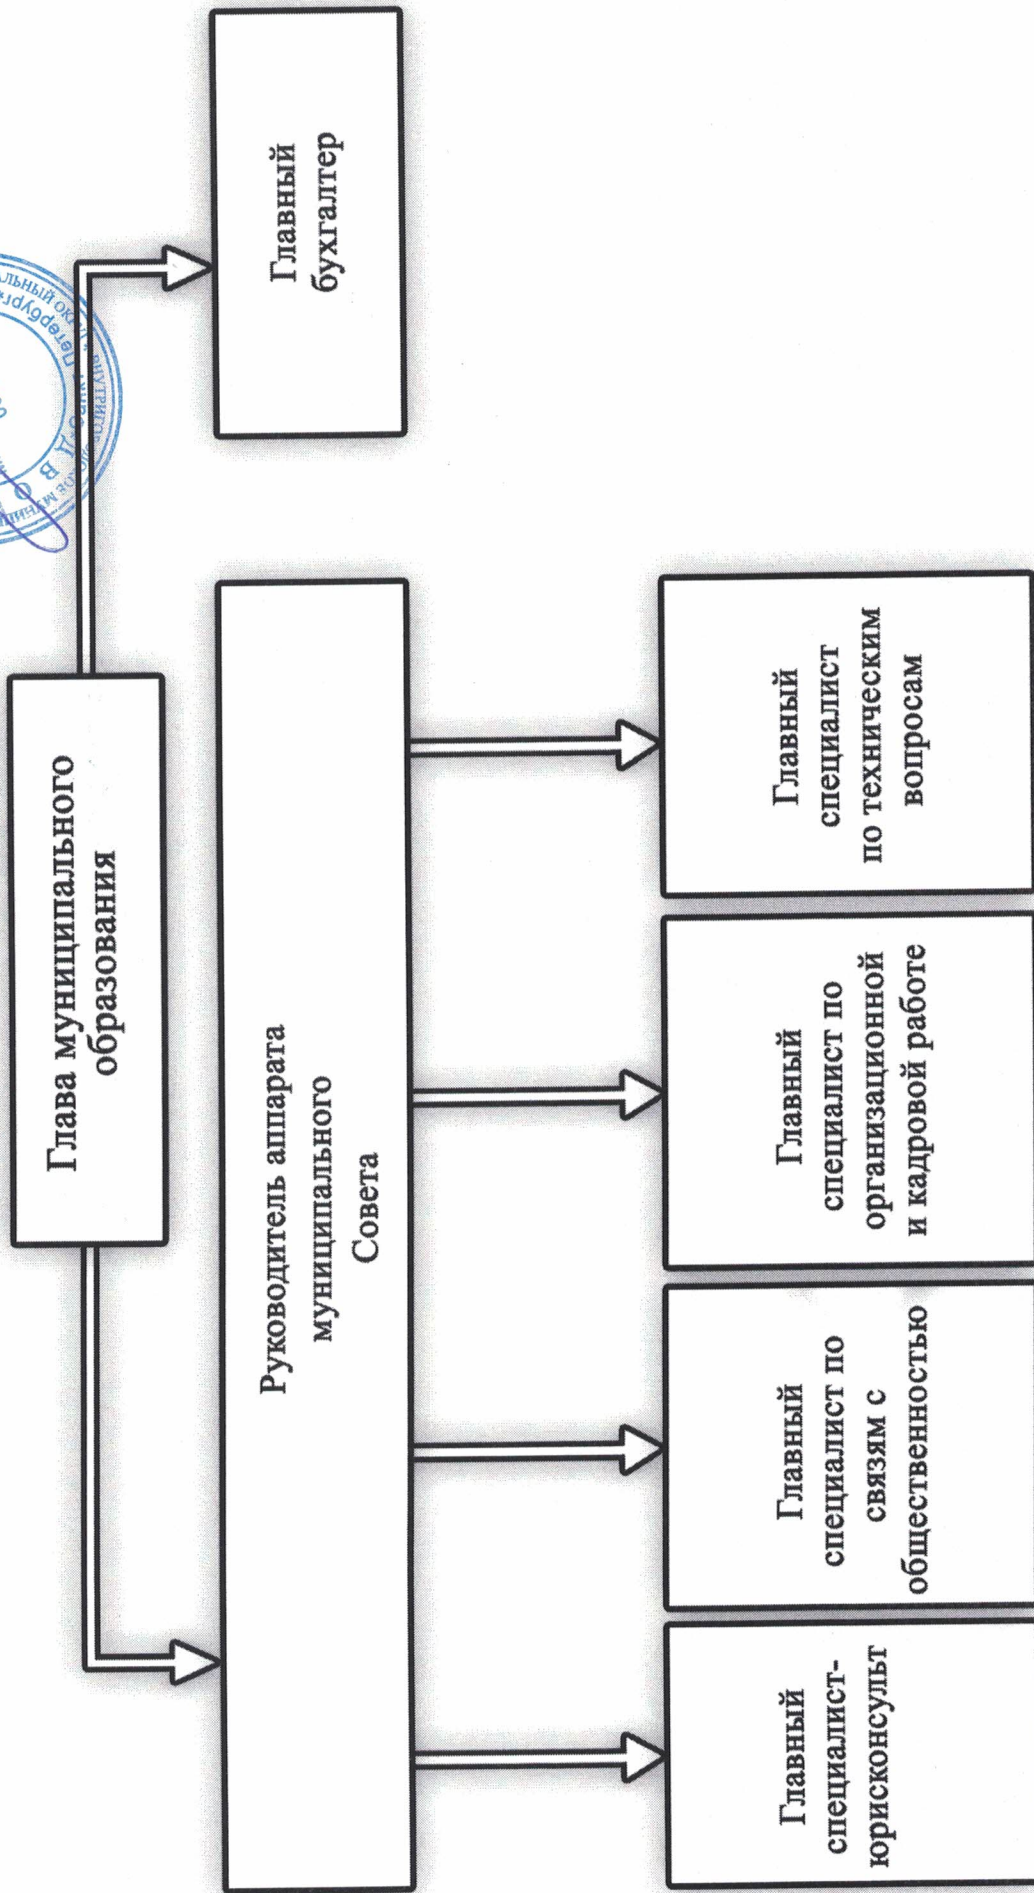 Глава муниципального
образования
Руководитель аппарата
муниципального
Совета
Главный
бухгалтер
Главный
специалист-
юрисконсульт
Главный
специалист по
связям с
общественностью
Главный
специалист по
организационной
и кадровой работе
Главный
специалист
по техническим
вопросам